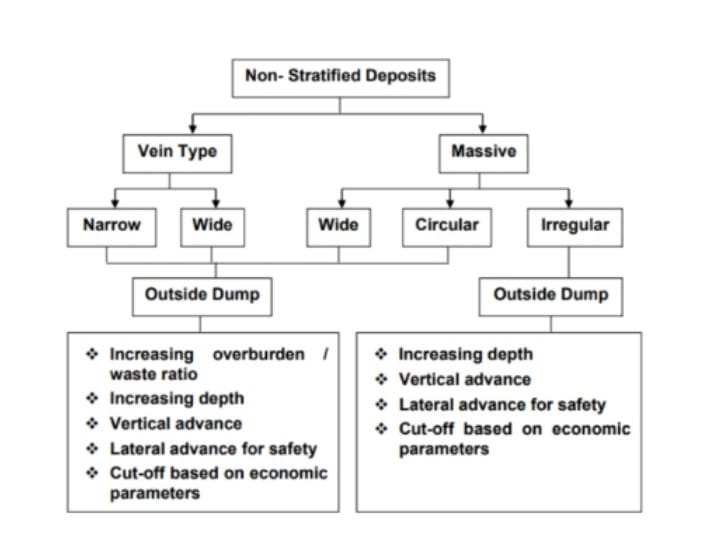 Non- Stratified Deposits
Vein Type
Massive
Narrow
Wide
Wide
Circular
Irregular
Outside Dump
Outside Dump
❖ Increasing overburden /
waste ratio
❖ Increasing depth
❖ Vertical advance
❖ Lateral advance for safety
❖ Cut-off based on economic
parameters
❖ Increasing depth
❖ Vertical advance
❖ Lateral advance for safety
❖ Cut-off based on economic
parameters